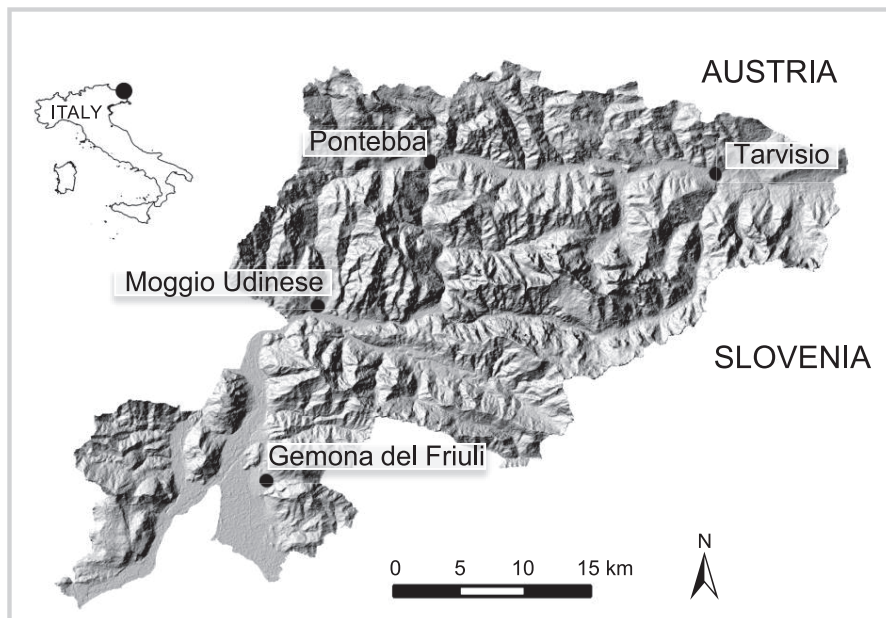 AUSTRIA
ITALY
Pontebba
Tarvisio
Moggio Udinese
SLOVENIA
Gemona del Friuli
N
0 5 10 15 km